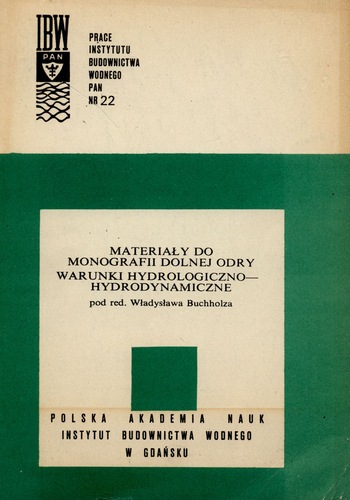 IBW
PAN
PRACE
INSTYTUTU
BUDOWNICTWA
WODNEGO
PAN
NR 22
MATERIAŁY DO
MONOGRAFII DOLNEJ ODRY
WARUNKI HYDROLOGICZNO—
HYDRODYNAMICZNE
pod red. Władysława Buchholza
POLSKA AKADEMIA NAUK
INSTYTUT BUDOWNICTWA WODNEGO
W GDAŃSKU